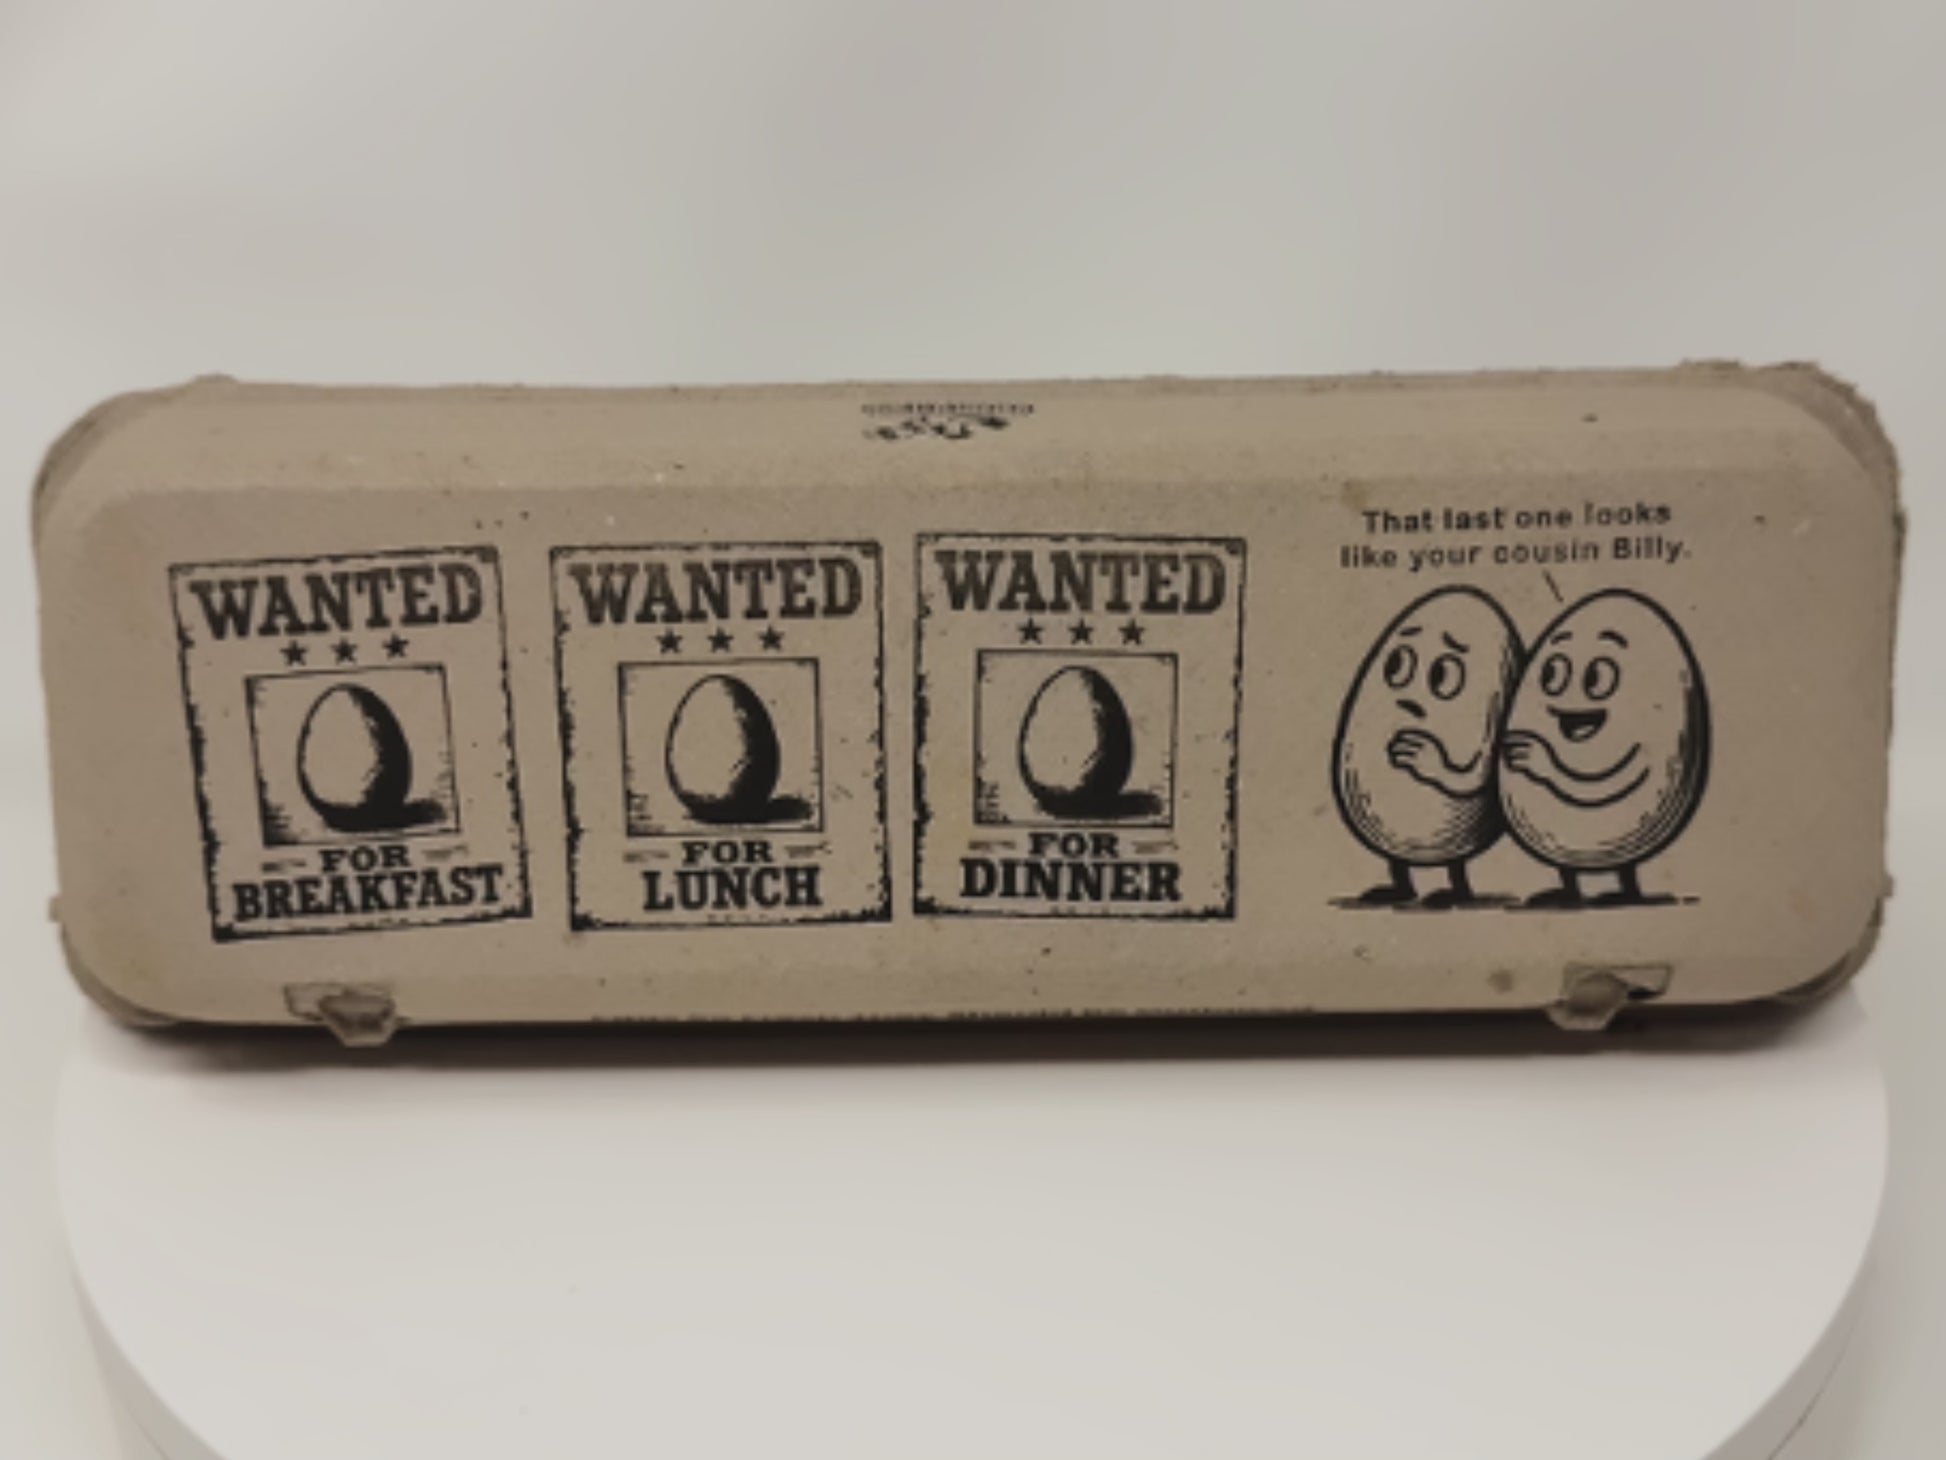 WANTED
FOR
BREAKFAST
WANTED
FOR
LUNCH
WANTED
FOR
DINNER
That last one looks
like your cousin Billy.